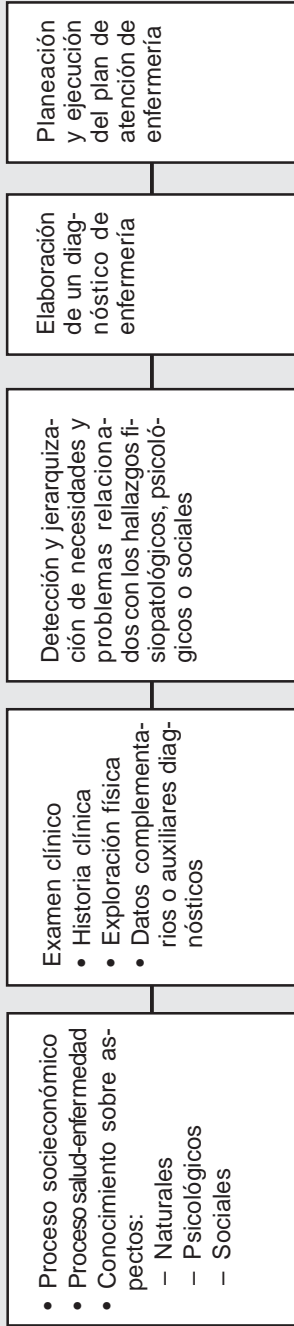 • Proceso socieconómico
• Proceso salud-enfermedad
• Conocimiento sobre as-
pectos:
– Naturales
– Psicológicos
– Sociales
Examen clínico
• Historia clínica
• Exploración física
• Datos complementa-
rios o auxiliares diag-
nósticos
Detección y jerarquiza-
ción de necesidades y
problemas relaciona-
dos con los hallazgos fi-
siopatológicos, psicoló-
gicos o sociales
Elaboración
de un diag-
nóstico de
enfermería
Planeación
y ejecución
del plan de
atención de
enfermería